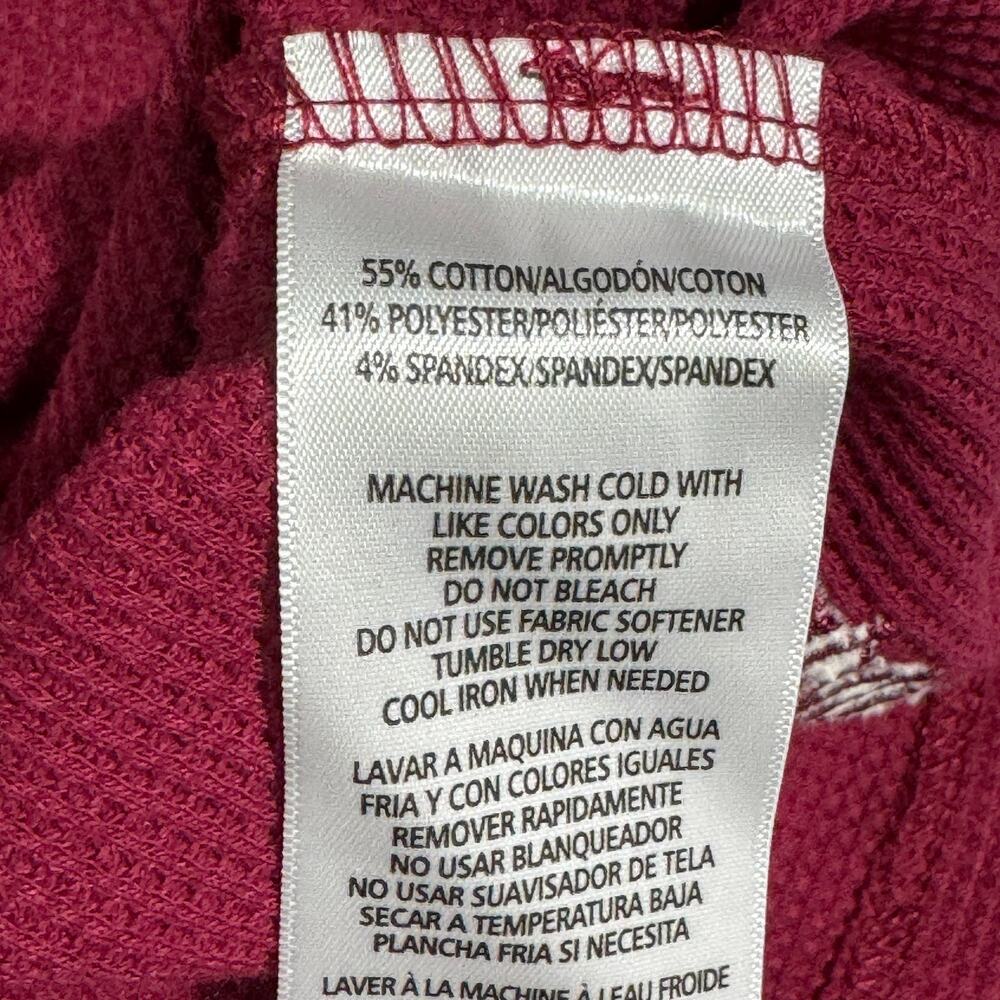 55% COTTON/ALGODÓN/COTON
41% POLYESTER/POLIÉSTER/POLYESTER
4% SPANDEX/SPANDEX/SPANDEX
MACHINE WASH COLD WITH
LIKE COLORS ONLY
REMOVE PROMPTLY
DO NOT BLEACH
DO NOT USE FABRIC SOFTENER
TUMBLE DRY LOW
COOL IRON WHEN NEEDED
LAVAR A MAQUINA CON AGUA
FRIA Y CON COLORES IGUALES
REMOVER RAPIDAMENTE
NO USAR BLANQUEADOR
NO USAR SUAVISADOR DE TELA
SECAR A TEMPERATURA BAJA
PLANCHA FRIA SI NECESITA
LAVER À LA MACHINE À LEAU FROIDE